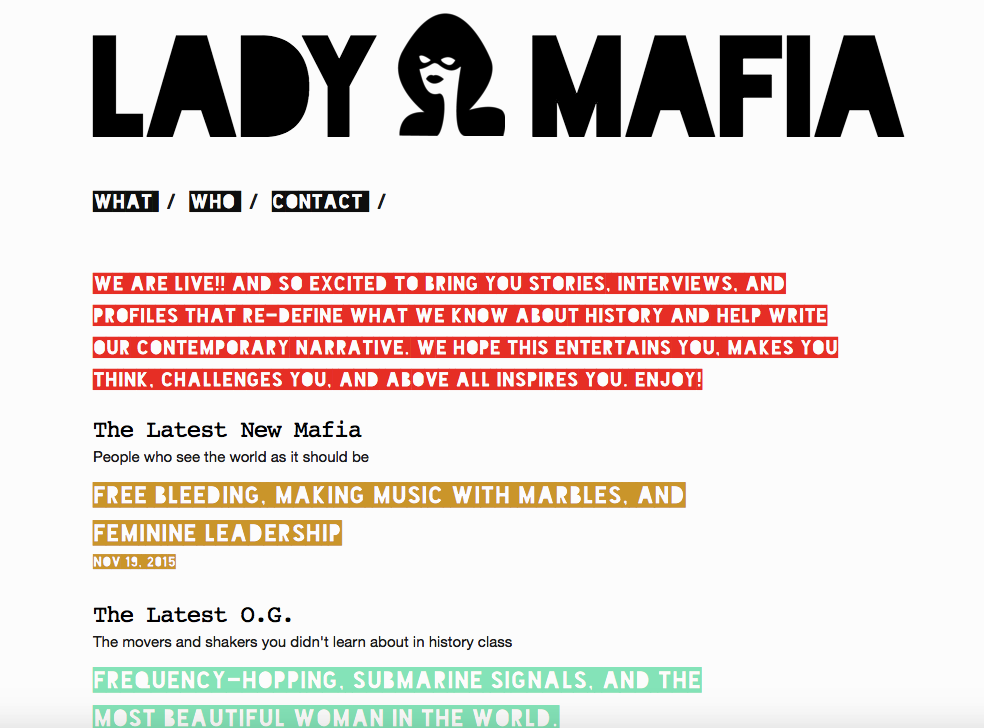 LADY MAFIA
WHAT / WHO / CONTACT /
WE ARE LIVE!! AND SO EXCITED TO BRING YOU STORIES, INTERVIEWS, AND
PROFILES THAT RE-DEFINE WHAT WE KNOW ABOUT HISTORY AND HELP WRITE
OUR CONTEMPORARY NARRATIVE. WE HOPE THIS ENTERTAINS YOU, MAKES YOU
THINK, CHALLENGES YOU, AND ABOVE ALL INSPIRES YOU. ENJOY!
The Latest New Mafia
People who see the world as it should be
FREE BLEEDING, MAKING MUSIC WITH MARBLES, AND
FEMININE LEADERSHIP
NOV 19, 2015
The Latest O.G.
The movers and shakers you didn't learn about in history class
FREQUENCY-HOPPING, SUBMARINE SIGNALS, AND THE
MOST BEAUTIFUL WOMAN IN THE WORLD.